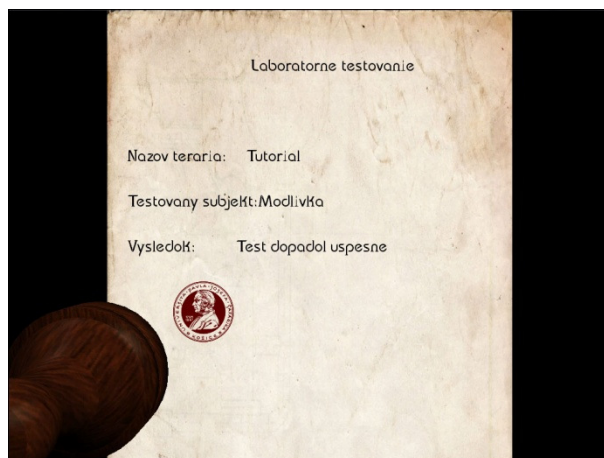 Laboratorne testovanie
Nazov teraria: Tutorial
Testovany subjekt:Modlivka
Vysledok: Test dopadol uspesne